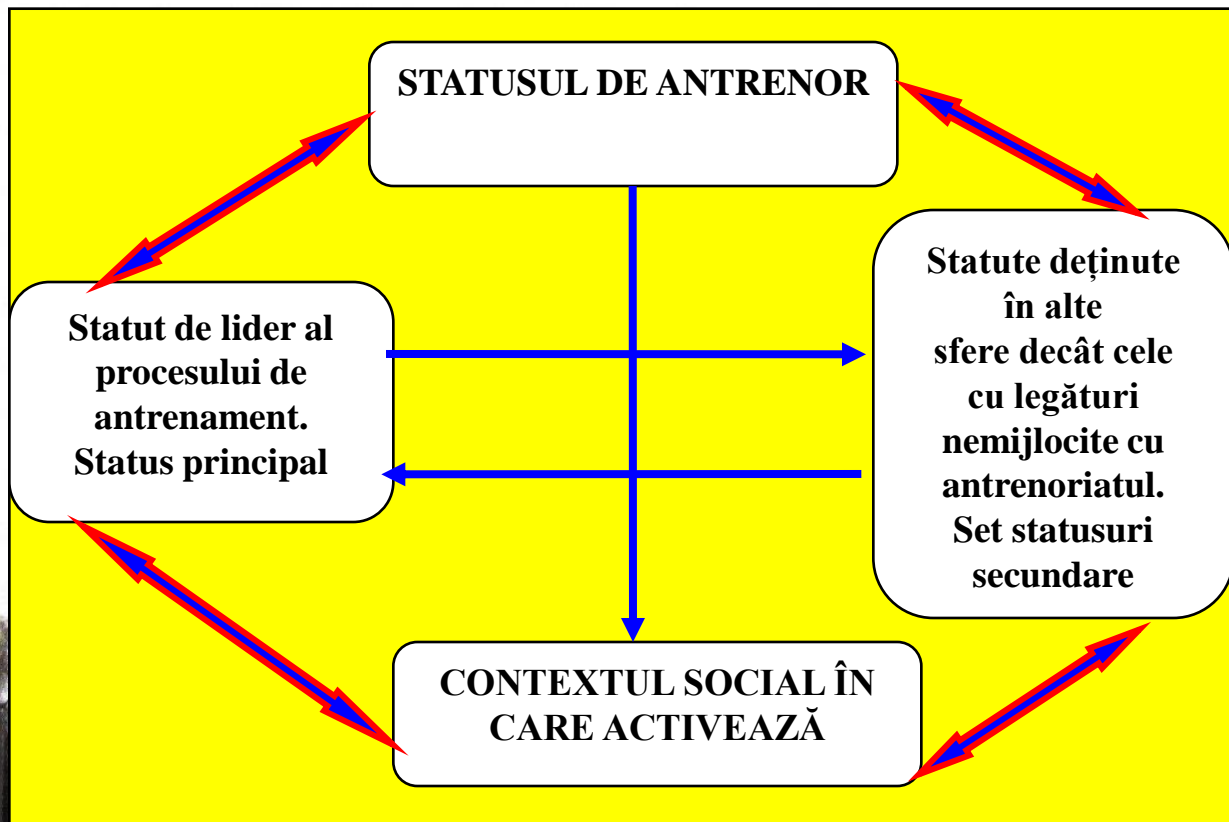 STATUSUL DE ANTRENOR
Statut de lider al
procesului de
antrenament.
Status principal
Statute deținute
în alte
sfere decât cele
cu legături
nemijlocite cu
antrenoriatul.
Set statusuri
secundare
CONTEXTUL SOCIAL ÎN
CARE ACTIVEAZĂ